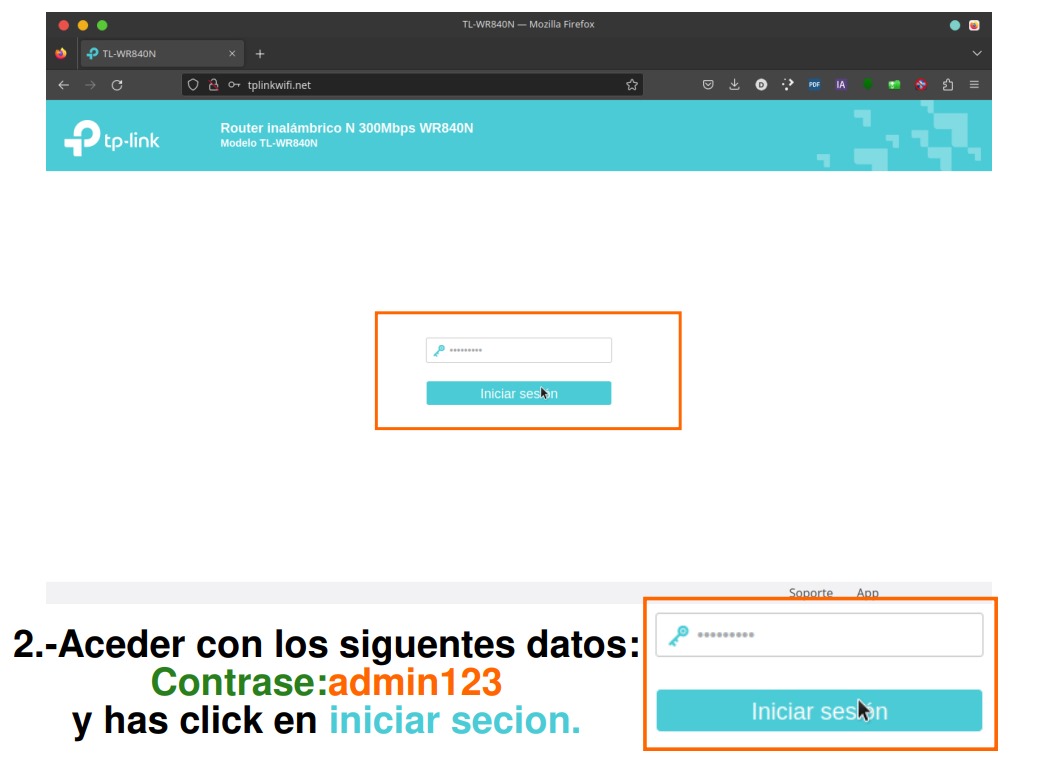 TL-WR840N — Mozilla Firefox
TL-WR840N
tplinkwifi.net
PDF
IA
tp-link
Router inalámbrico N 300Mbps WR840N
Modelo TL-WR840N
•••••••••
Iniciar sesión
Soporte App
2.-Aceder con los siguentes datos:
Contrase:admin123
y has click en iniciar secion.
•••••••••
Iniciar sesión